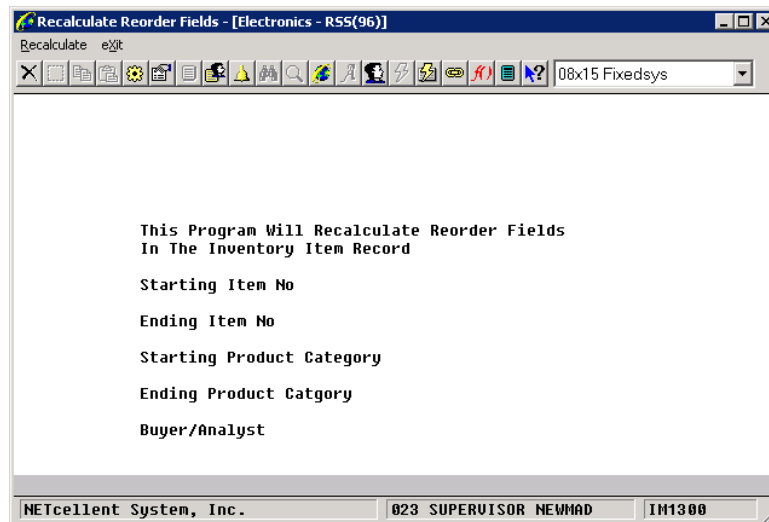 Recalculate Reorder Fields - [Electronics - RSS(96)]
Recalculate eXit
08x15 Fixedsys
This Program Will Recalculate Reorder Fields
In The Inventory Item Record
Starting Item No
Ending Item No
Starting Product Category
Ending Product Catgory
Buyer/Analyst
NETcellent System, Inc. 023 SUPERVISOR NEWMAD IM1300